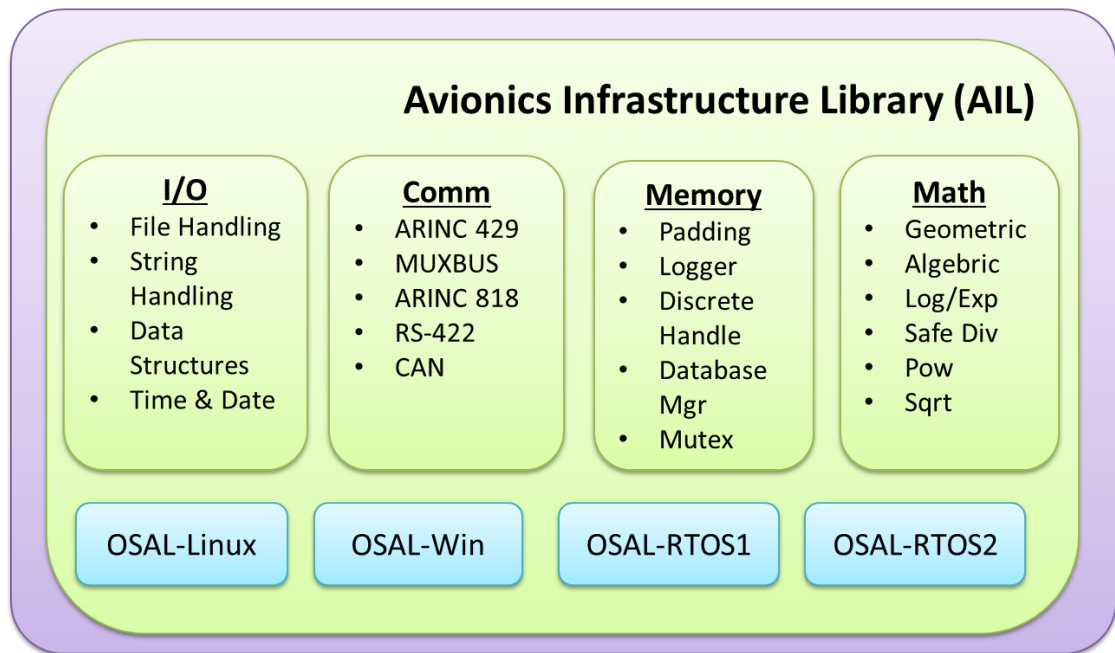 Avionics Infrastructure Library (AIL)
I/O
• File Handling
• String
Handling
• Data
Structures
• Time & Date
Comm
• ARINC 429
• MUXBUS
• ARINC 818
• RS-422
• CAN
Memory
• Padding
• Logger
• Discrete
Handle
• Database
Mgr
• Mutex
Math
• Geometric
• Algebric
• Log/Exp
• Safe Div
• Pow
• Sqrt
OSAL-Linux
OSAL-Win
OSAL-RTOS1
OSAL-RTOS2